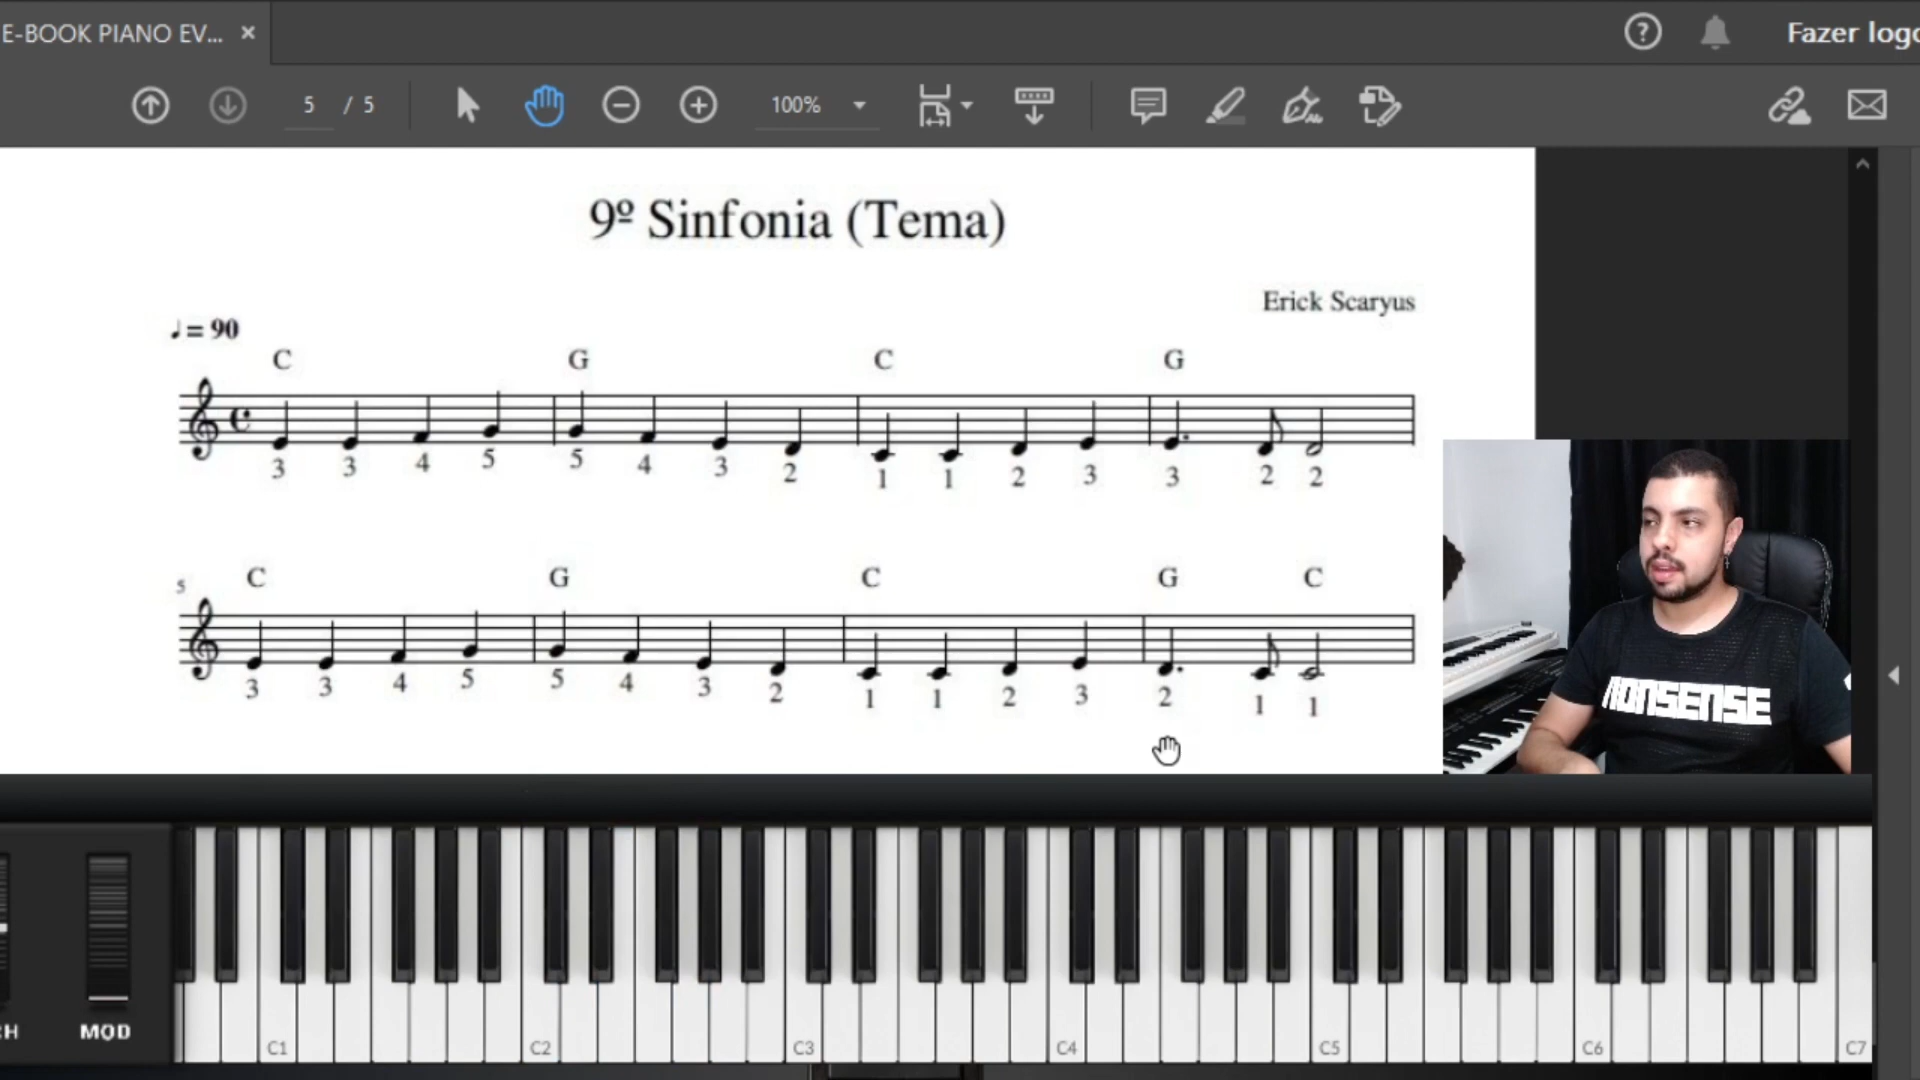 E-BOOK PIANO EV... ×
? Fazer logo
5 / 5 100%
9º Sinfonia (Tema)
Erick Scaryus
♩= 90
C G C G
3 3 4 5 5 4 3 2 1 1 2 3 3 2 2
5 C G C G C
3 3 4 5 5 4 3 2 1 1 2 3 2 1 1
NONSENSE
CH MOD
C1 C2 C3 C4 C5 C6 C7